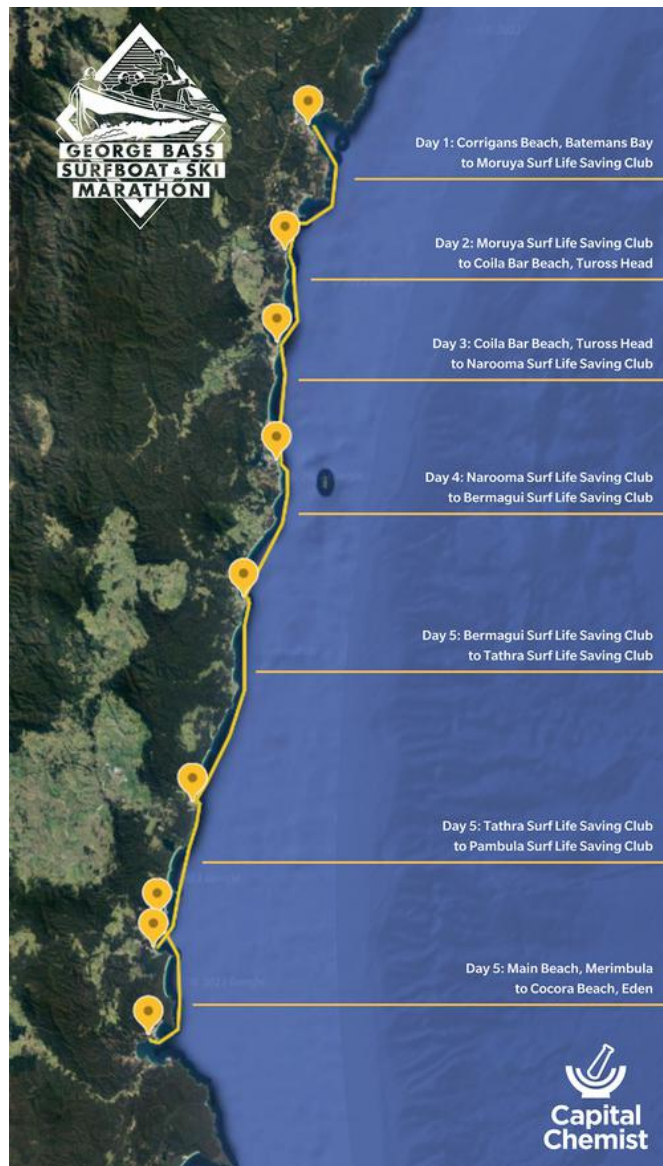 GEORGE BASS
SURFBOAT & SKI
MARATHON
Day 1: Corrigans Beach, Batemans Bay
to Moruya Surf Life Saving Club
Day 2: Moruya Surf Life Saving Club
to Coila Bar Beach, Tuross Head
Day 3: Coila Bar Beach, Tuross Head
to Narooma Surf Life Saving Club
Day 4: Narooma Surf Life Saving Club
to Bermagui Surf Life Saving Club
Day 5: Bermagui Surf Life Saving Club
to Tathra Surf Life Saving Club
Day 5: Tathra Surf Life Saving Club
to Pambula Surf Life Saving Club
Day 5: Main Beach, Merimbula
to Cocora Beach, Eden
Capital
Chemist